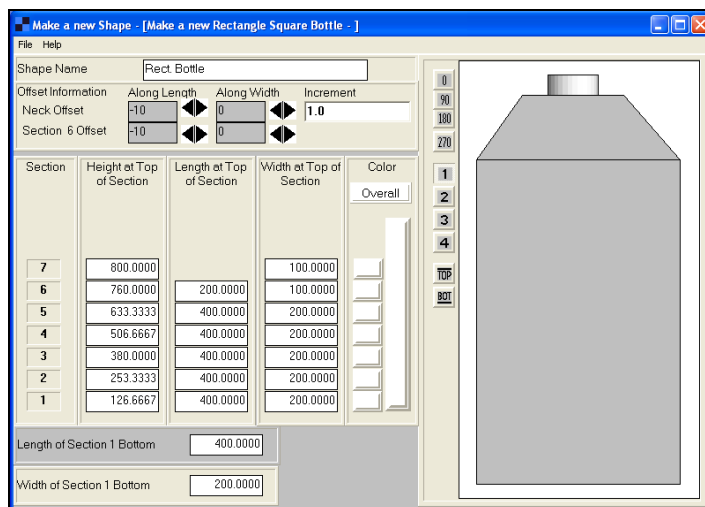 Make a new Shape - [Make a new Rectangle Square Bottle - ]
File Help
Shape Name Rect. Bottle
Offset Information Along Length Along Width Increment
Neck Offset -10 0 1.0
Section 6 Offset -10 0
Section Height at Top of Section Length at Top of Section Width at Top of Section Color
Overall
7 800.0000 100.0000
6 760.0000 200.0000 100.0000
5 633.3333 400.0000 200.0000
4 506.6667 400.0000 200.0000
3 380.0000 400.0000 200.0000
2 253.3333 400.0000 200.0000
1 126.6667 400.0000 200.0000
Length of Section 1 Bottom 400.0000
Width of Section 1 Bottom 200.0000
0
90
180
270
1
2
3
4
TOP
BOT